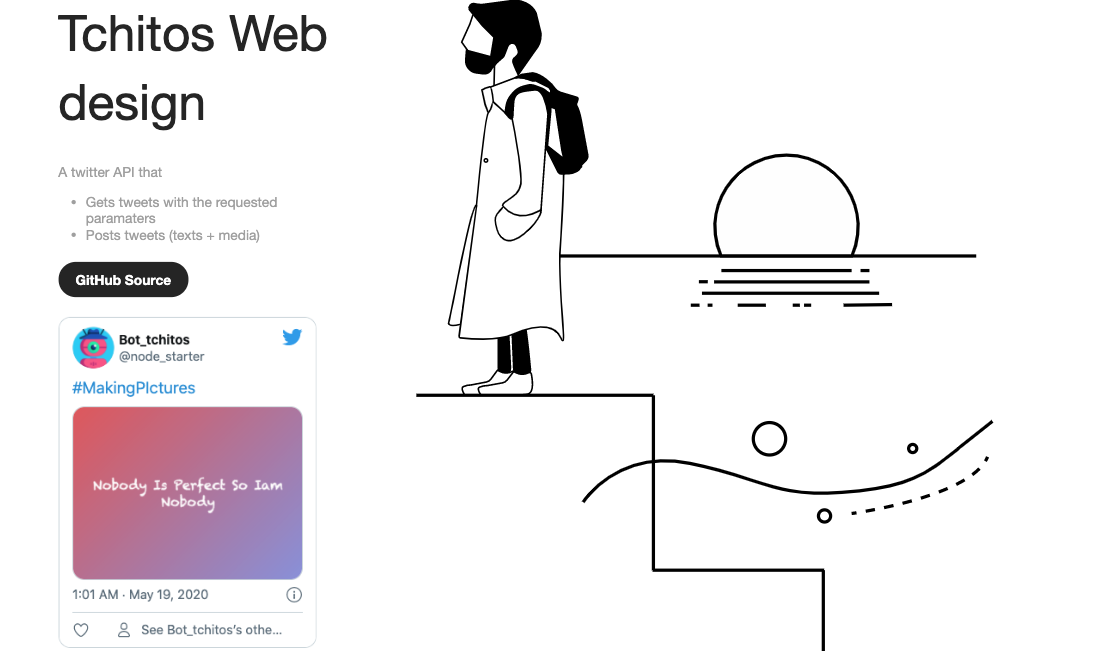 Tchitos Web
design
A twitter API that
• Gets tweets with the requested
paramaters
• Posts tweets (texts + media)
GitHub Source
Bot_tchitos
@node_starter
#MakingPIctures
Nobody Is Perfect So Iam
Nobody
1:01 AM · May 19, 2020
See Bot_tchitos's othe...